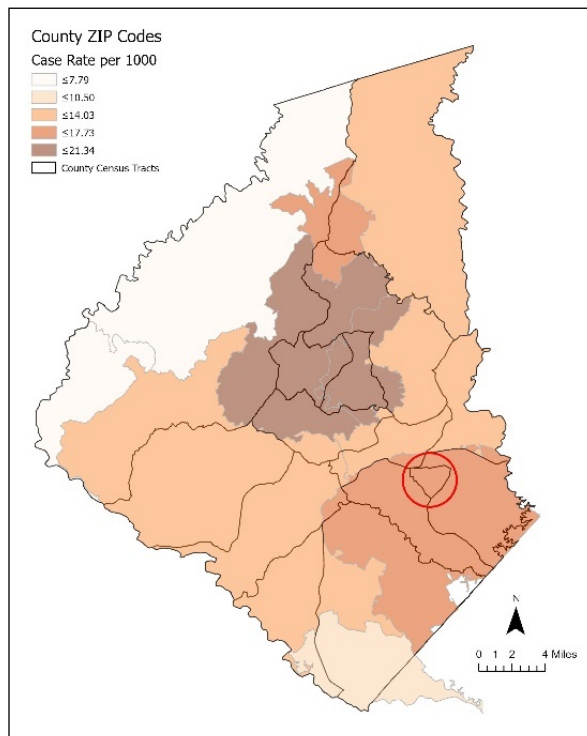 County ZIP Codes
Case Rate per 1000
≤7.79
≤10.50
≤14.03
≤17.73
≤21.34
County Census Tracts
N
0 1 2 4 Miles